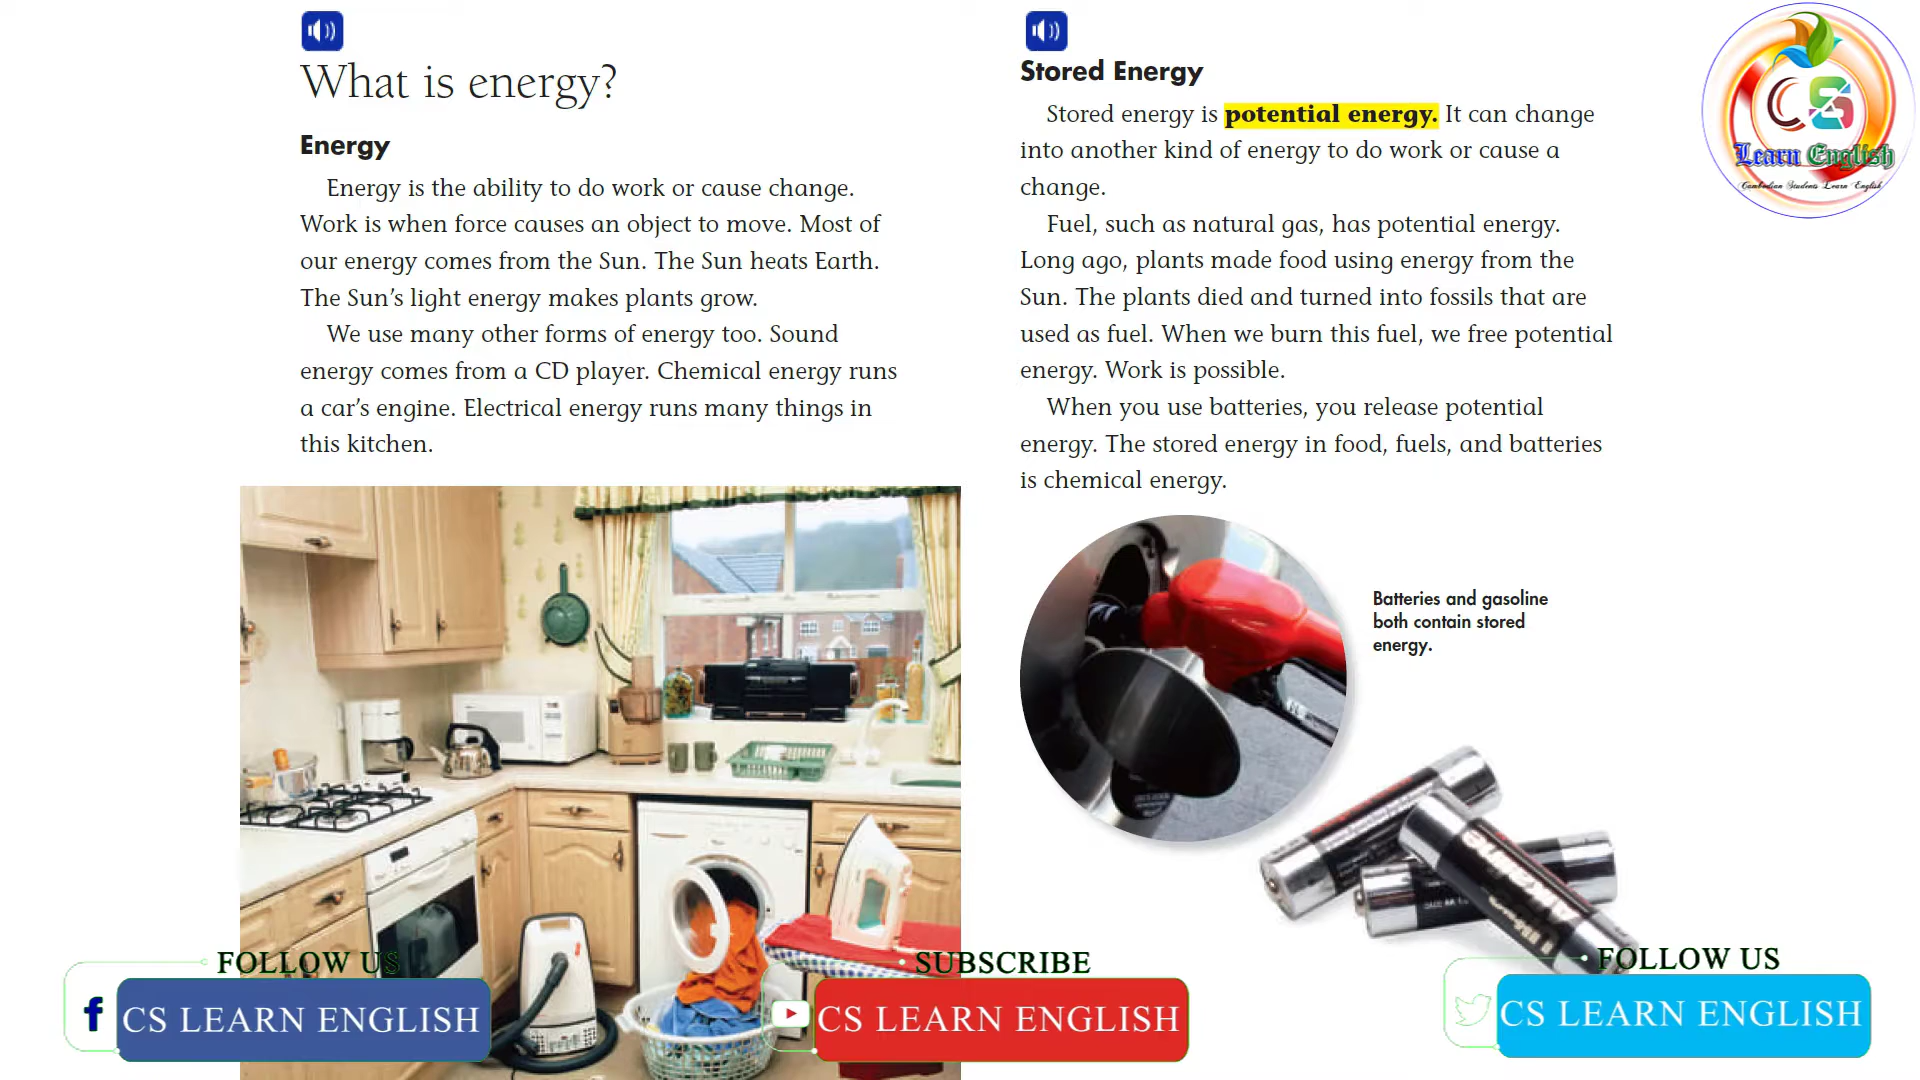 What is energy?
Energy
Energy is the ability to do work or cause change.
Work is when force causes an object to move. Most of
our energy comes from the Sun. The Sun heats Earth.
The Sun’s light energy makes plants grow.
We use many other forms of energy too. Sound
energy comes from a CD player. Chemical energy runs
a car’s engine. Electrical energy runs many things in
this kitchen.
Stored Energy
Stored energy is potential energy. It can change
into another kind of energy to do work or cause a
change.
Fuel, such as natural gas, has potential energy.
Long ago, plants made food using energy from the
Sun. The plants died and turned into fossils that are
used as fuel. When we burn this fuel, we free potential
energy. Work is possible.
When you use batteries, you release potential
energy. The stored energy in food, fuels, and batteries
is chemical energy.
Batteries and gasoline
both contain stored
energy.
CS
Learn English
Cambodian Students Learn English
FOLLOW US
CS LEARN ENGLISH
SUBSCRIBE
CS LEARN ENGLISH
FOLLOW US
CS LEARN ENGLISH